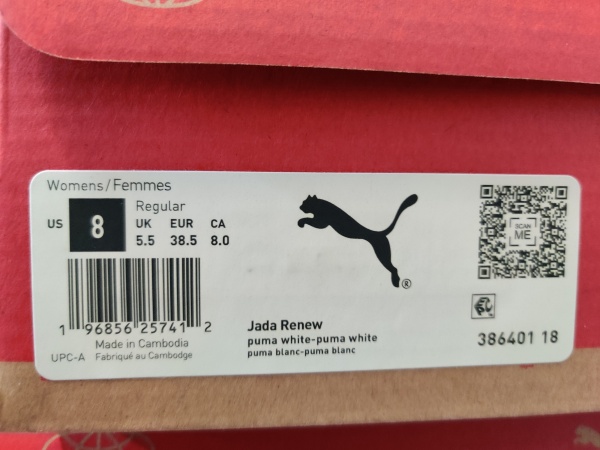 Womens/Femmes
Regular
US 8 UK EUR CA
5.5 38.5 8.0
1 96856 25741 2
Made in Cambodia
UPC-A Fabriqué au Cambodge
Jada Renew
puma white-puma white
puma blanc-puma blanc
®
SCAN
ME
386401 18